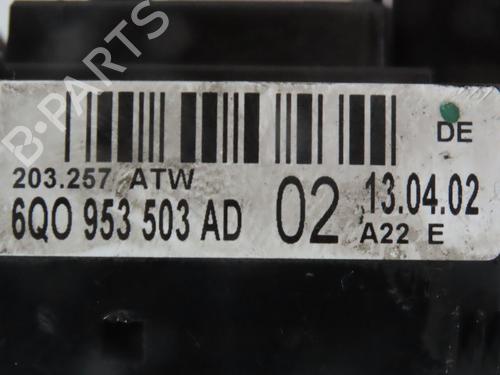 B-PARTS
DE
203.257 ATW
6Q0 953 503 AD 02 13.04.02
A22 E